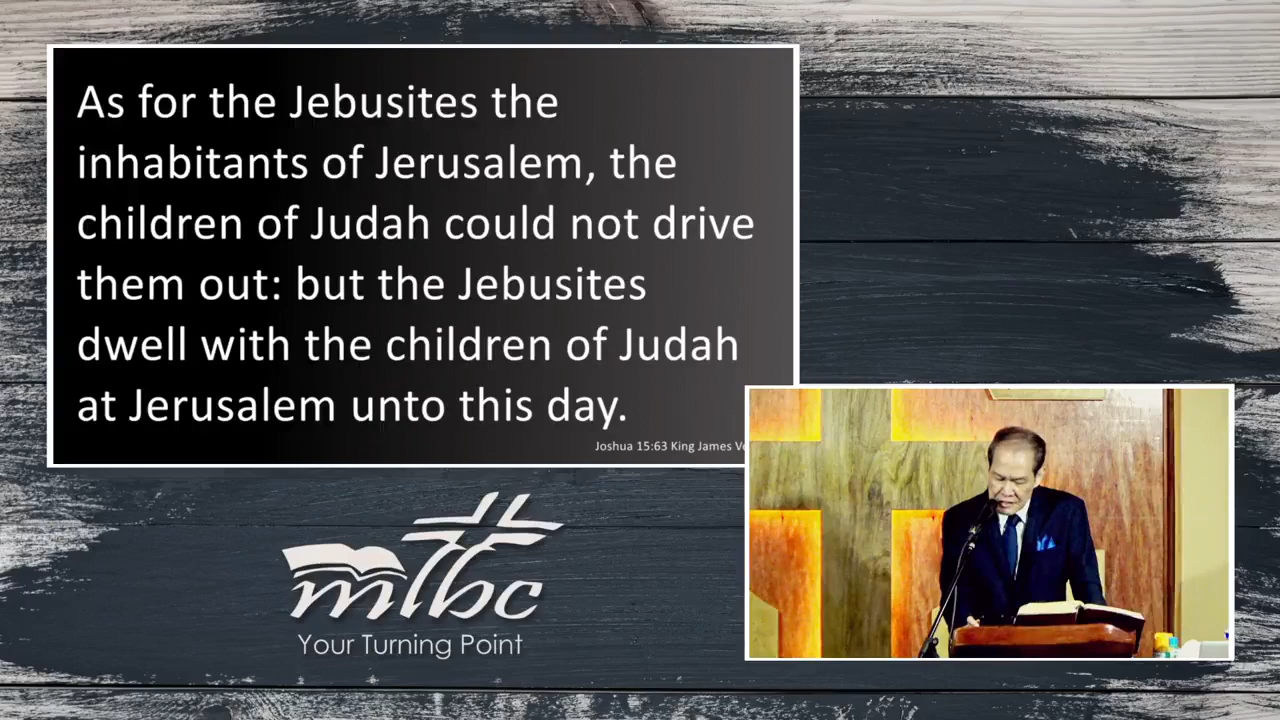 As for the Jebusites the
inhabitants of Jerusalem, the
children of Judah could not drive
them out: but the Jebusites
dwell with the children of Judah
at Jerusalem unto this day.
Joshua 15:63 King James
mlbc
Your Turning Point